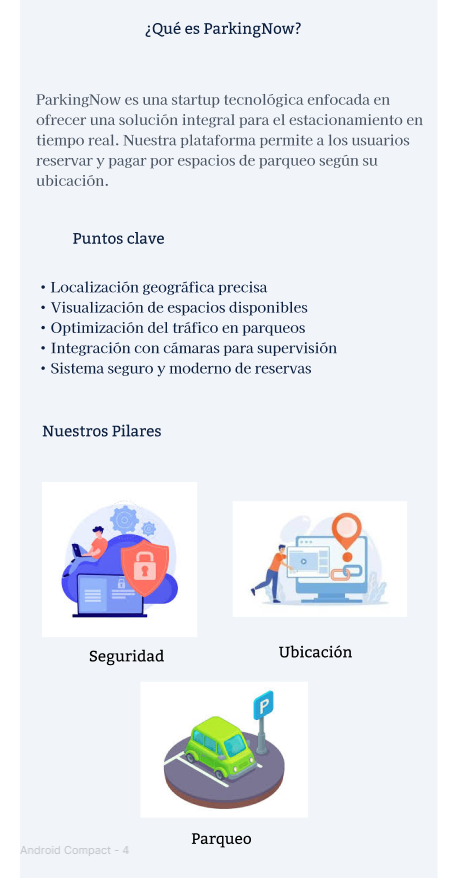 ¿Qué es ParkingNow?
ParkingNow es una startup tecnológica enfocada en
ofrecer una solución integral para el estacionamiento en
tiempo real. Nuestra plataforma permite a los usuarios
reservar y pagar por espacios de parqueo según su
ubicación.
Puntos clave
• Localización geográfica precisa
• Visualización de espacios disponibles
• Optimización del tráfico en parqueos
• Integración con cámaras para supervisión
• Sistema seguro y moderno de reservas
Nuestros Pilares
Seguridad
Ubicación
P
Parqueo
Android Compact - 4